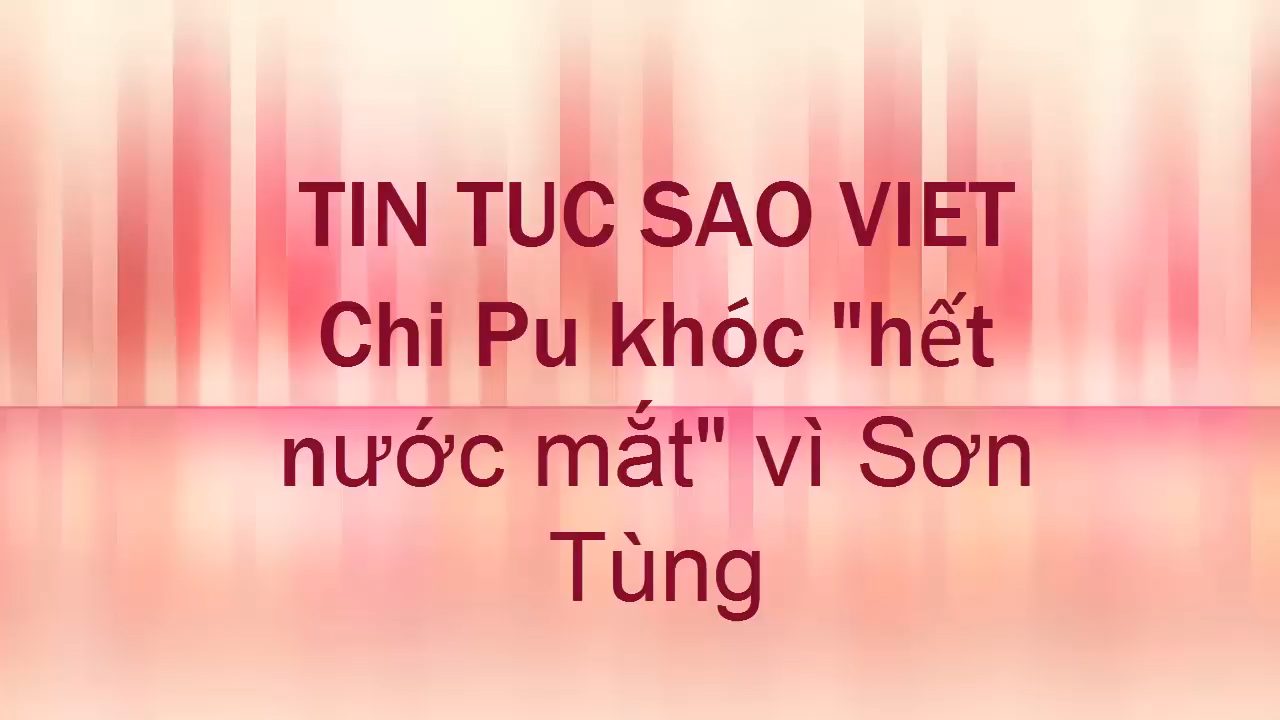 TIN TUC SAO VIET
Chi Pu khóc "hết
nước mắt" vì Sơn
Tùng